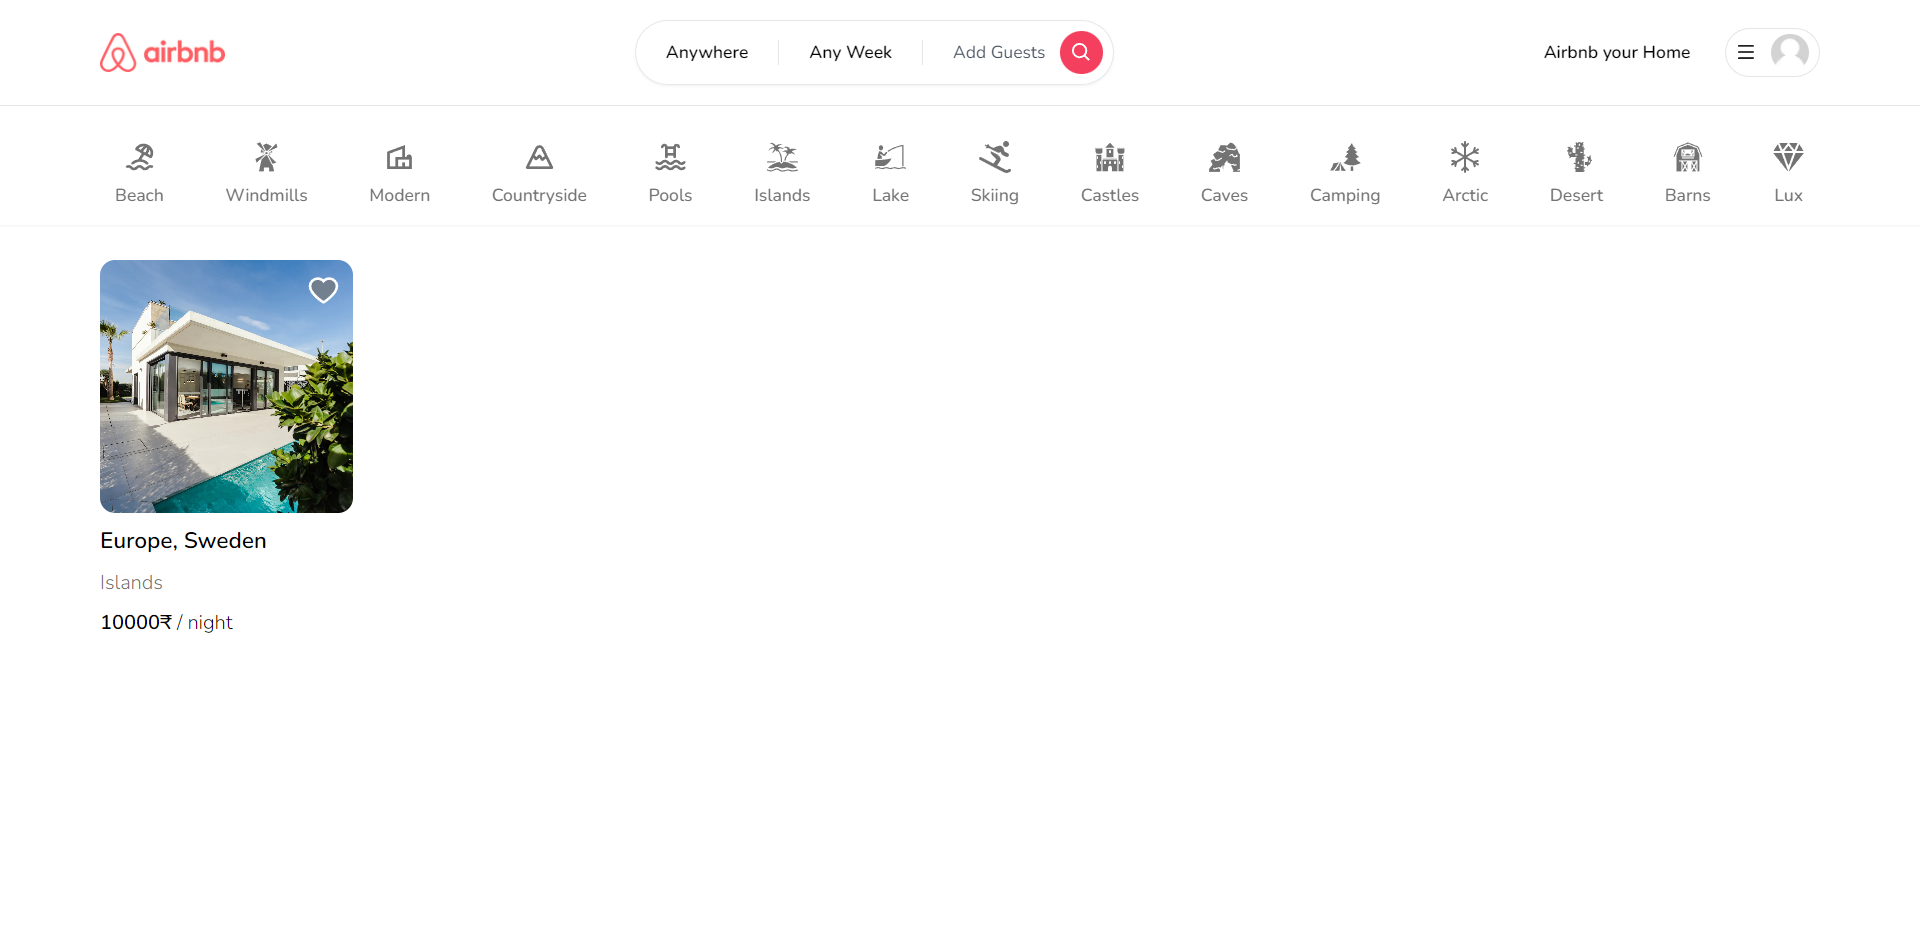 airbnb
Anywhere
Any Week
Add Guests
Airbnb your Home
Beach
Windmills
Modern
Countryside
Pools
Islands
Lake
Skiing
Castles
Caves
Camping
Arctic
Desert
Barns
Lux
Europe, Sweden
Islands
10000₹ / night